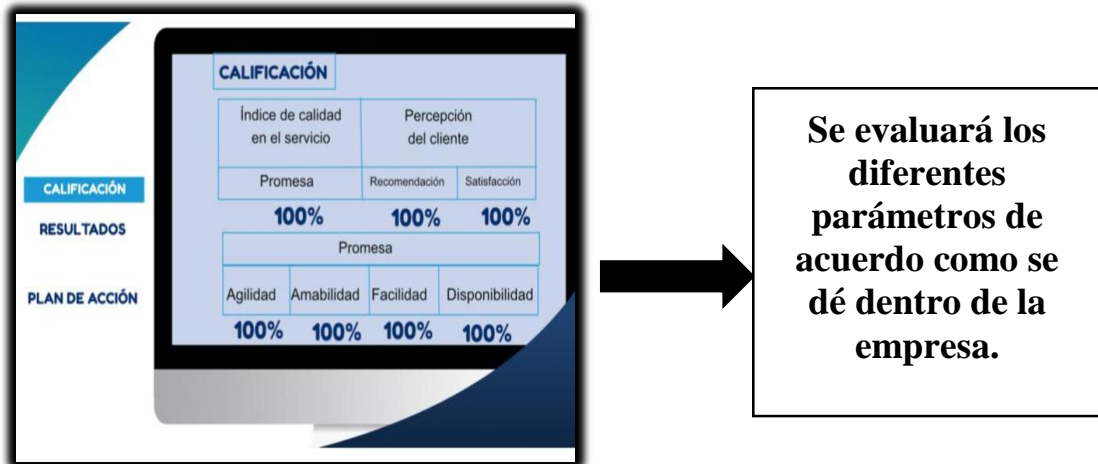 CALIFICACIÓN
RESULTADOS
PLAN DE ACCIÓN
CALIFICACIÓN
Índice de calidad
en el servicio
Percepción
del cliente
Promesa
Recomendación
Satisfacción
100%
100%
100%
Promesa
Agilidad
Amabilidad
Facilidad
Disponibilidad
100%
100%
100%
100%
Se evaluará los
diferentes
parámetros de
acuerdo como se
dé dentro de la
empresa.